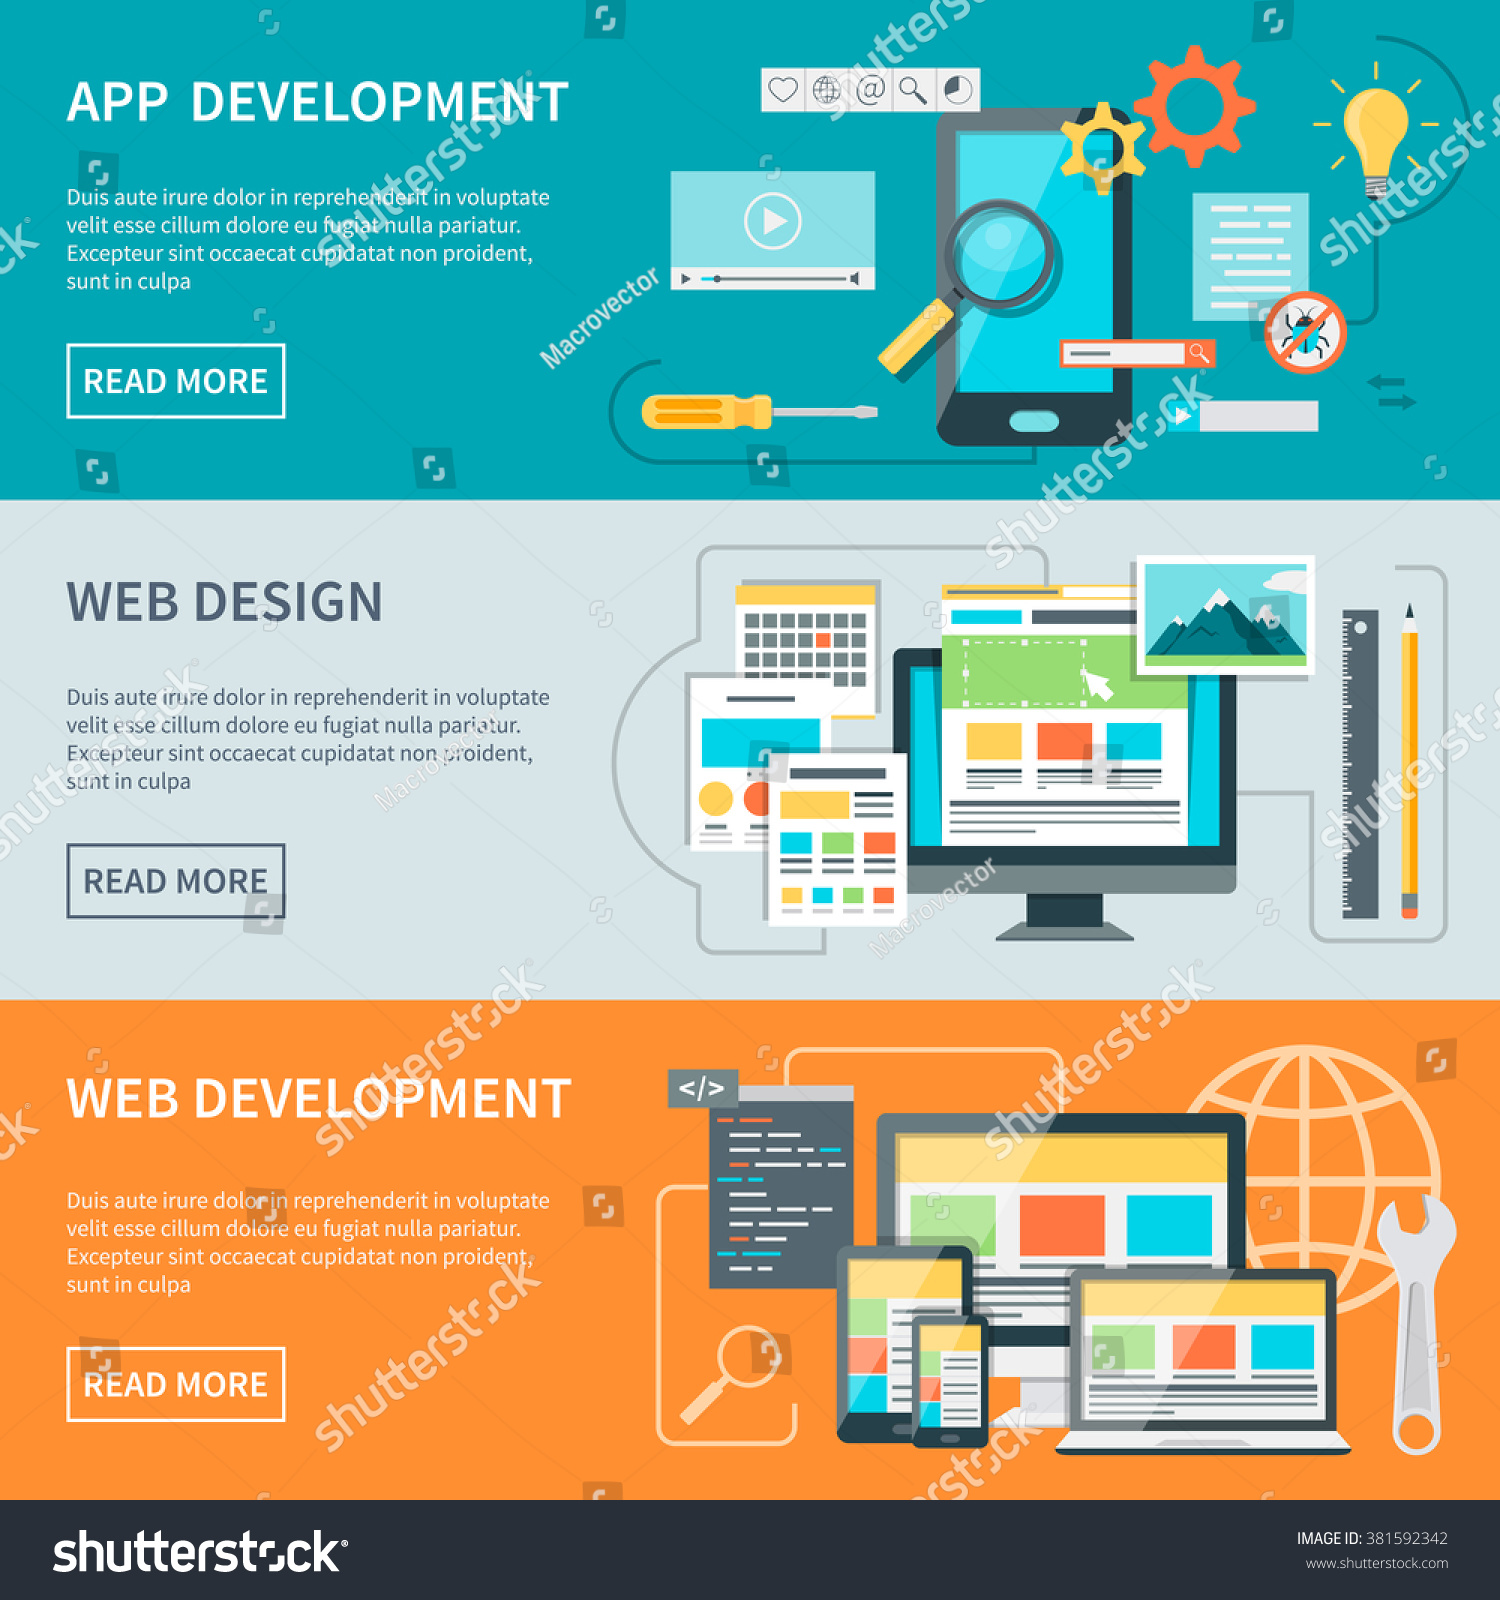 APP DEVELOPMENT
Duis aute irure dolor in reprehenderit in voluptate
velit esse cillum dolore eu fugiat nulla pariatur.
Excepteur sint occaecat cupidatat non proident,
sunt in culpa
READ MORE
@
WEB DESIGN
Duis aute irure dolor in reprehenderit in voluptate
velit esse cillum dolore eu fugiat nulla pariatur.
Excepteur sint occaecat cupidatat non proident,
sunt in culpa
READ MORE
WEB DEVELOPMENT
Duis aute irure dolor in reprehenderit in voluptate
velit esse cillum dolore eu fugiat nulla pariatur.
Excepteur sint occaecat cupidatat non proident,
sunt in culpa
READ MORE
</>
shutterstock
Macrovector
shutterstock
IMAGE ID: 381592342
www.shutterstock.com